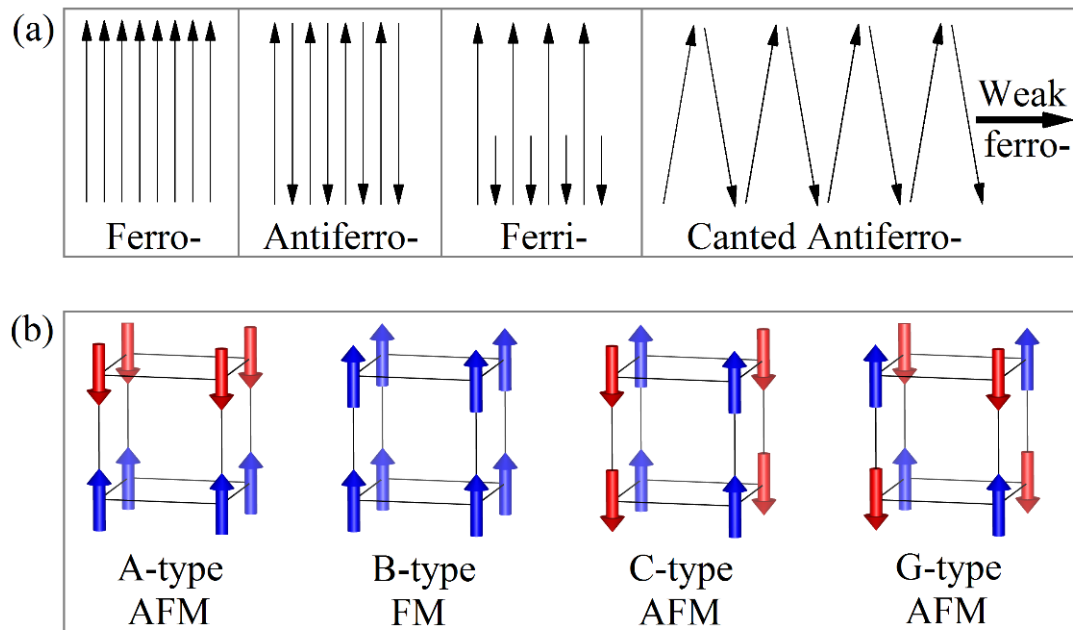 (a)
Ferro-
Antiferro-
Ferri-
Canted Antiferro-
Weak
ferro-
(b)
A-type
AFM
B-type
FM
C-type
AFM
G-type
AFM